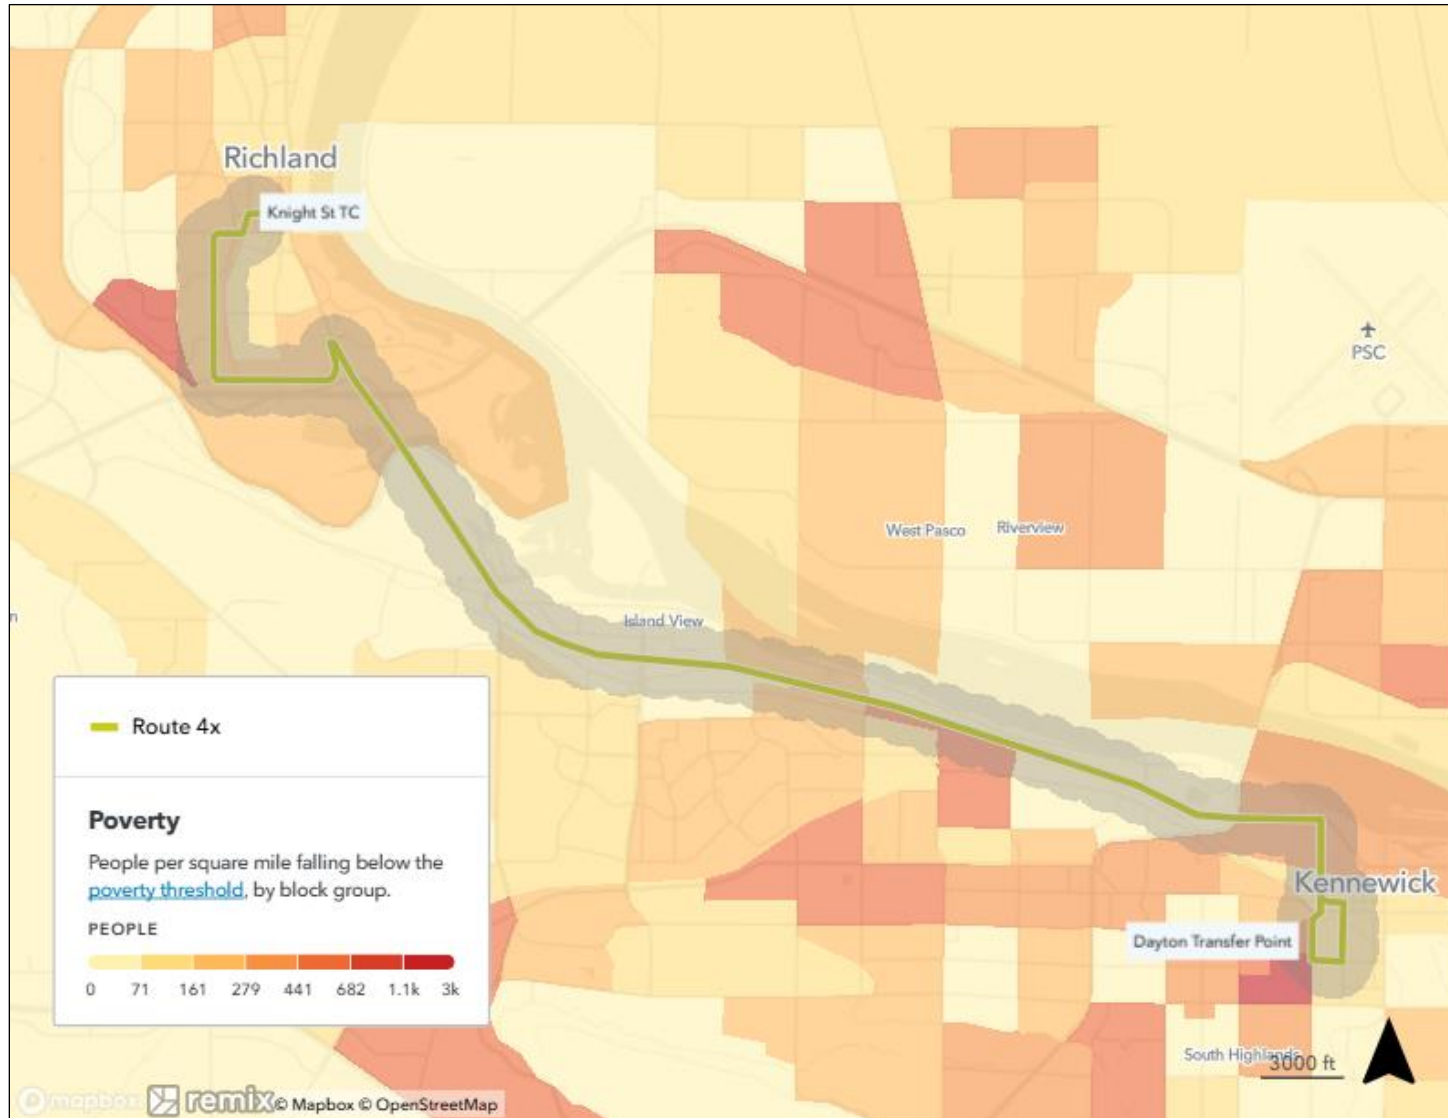 Richland
Knight St TC
PSC
West Pasco
Riverview
n
Island View
Route 4x
Poverty
People per square mile falling below the
poverty threshold, by block group.
PEOPLE
0 71 161 279 441 682 1.1k 3k
Kennewick
Dayton Transfer Point
South Highlands
3000 ft
mapbox remix © Mapbox © OpenStreetMap